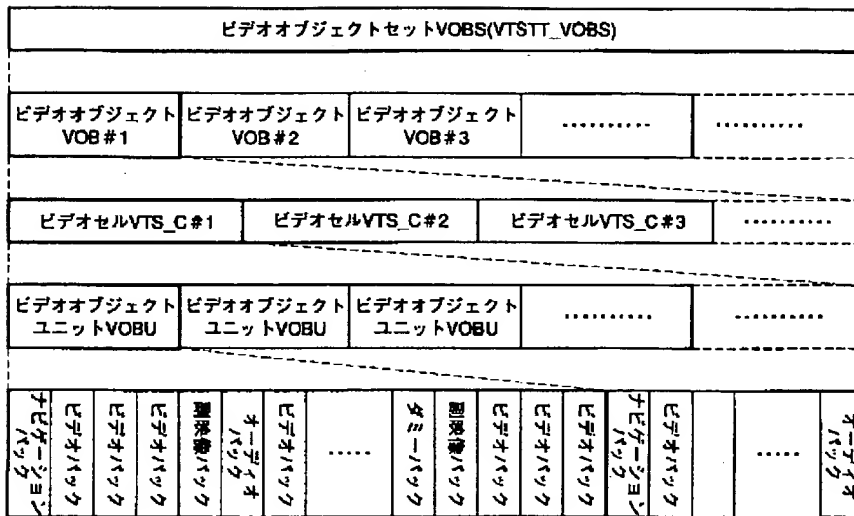 ビデオオブジェクトセットVOBS(VTSTT_VOBS)
ビデオオブジェクト
VOB#1
ビデオオブジェクト
VOB#2
ビデオオブジェクト
VOB#3
··········
··········
ビデオセルVTS_C#1
ビデオセルVTS_C#2
ビデオセルVTS_C#3
··········
ビデオオブジェクト
ユニットVOBU
ビデオオブジェクト
ユニットVOBU
ビデオオブジェクト
ユニットVOBU
··········
··········
ナビゲーション
パック
ビデオパック
ビデオパック
ビデオパック
副映像パック
オーディオ
パック
ビデオパック
·····
ダミーパック
副映像パック
ビデオパック
ビデオパック
ビデオパック
ナビゲーション
パック
ビデオパック
·····
オーディオ
パック